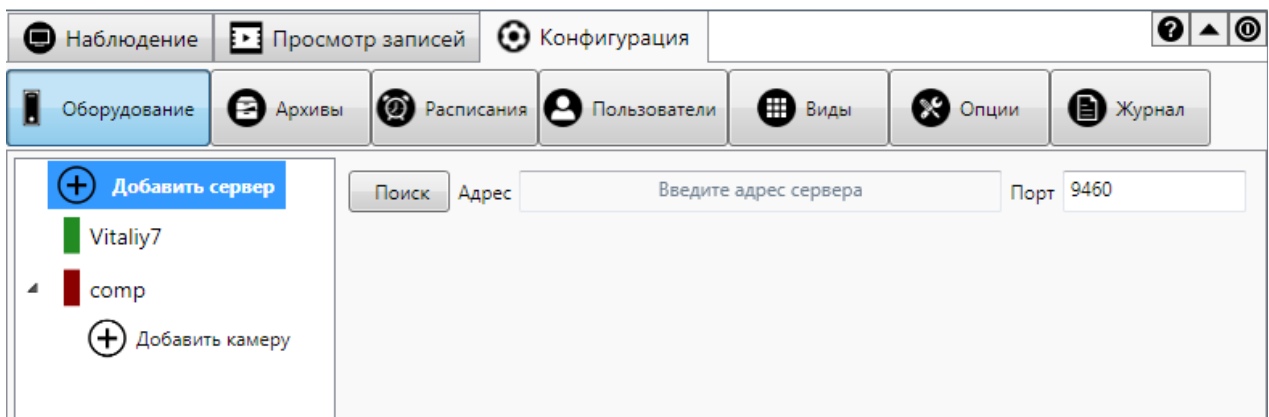 Наблюдение Просмотр записей Конфигурация
Оборудование Архивы Расписания Пользователи Виды Опции Журнал
Добавить сервер
Поиск Адрес Введите адрес сервера Порт 9460
Vitaliy7
comp
Добавить камеру